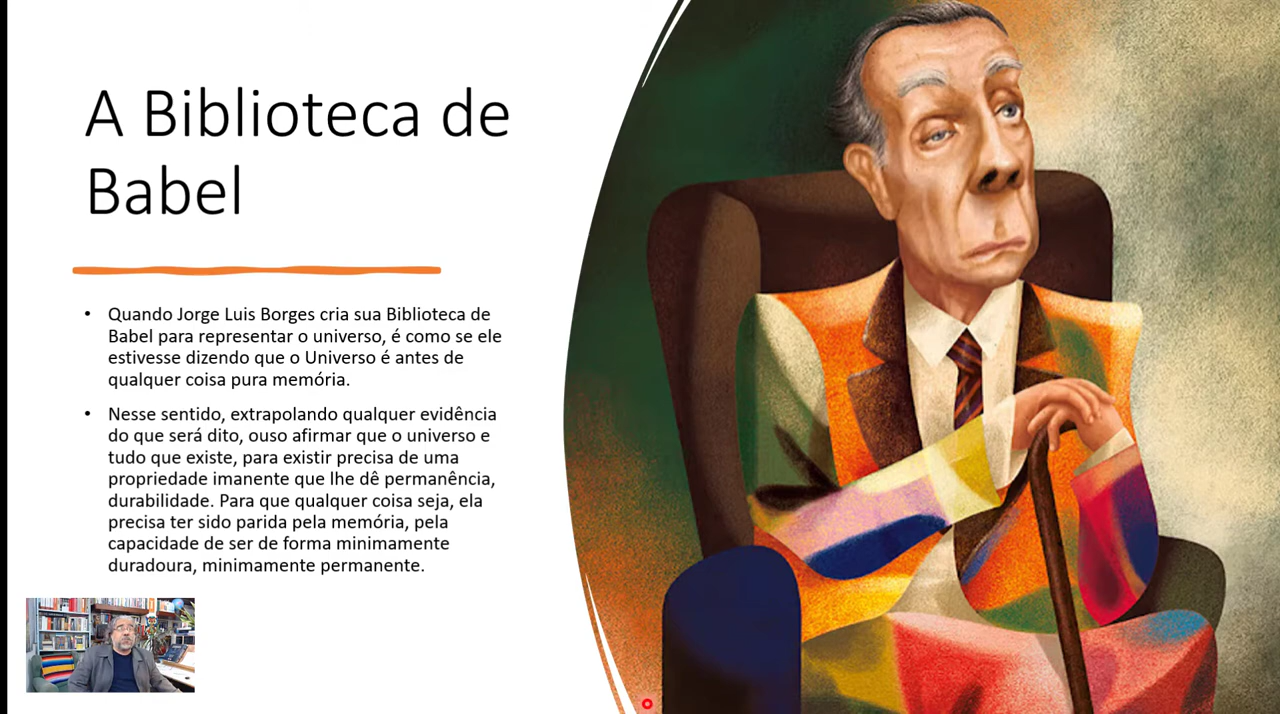 A Biblioteca de
Babel
• Quando Jorge Luis Borges cria sua Biblioteca de
Babel para representar o universo, é como se ele
estivesse dizendo que o Universo é antes de
qualquer coisa pura memória.
• Nesse sentido, extrapolando qualquer evidência
do que será dito, ouso afirmar que o universo e
tudo que existe, para existir precisa de uma
propriedade imanente que lhe dê permanência,
durabilidade. Para que qualquer coisa seja, ela
precisa ter sido parida pela memória, pela
capacidade de ser de forma minimamente
duradoura, minimamente permanente.